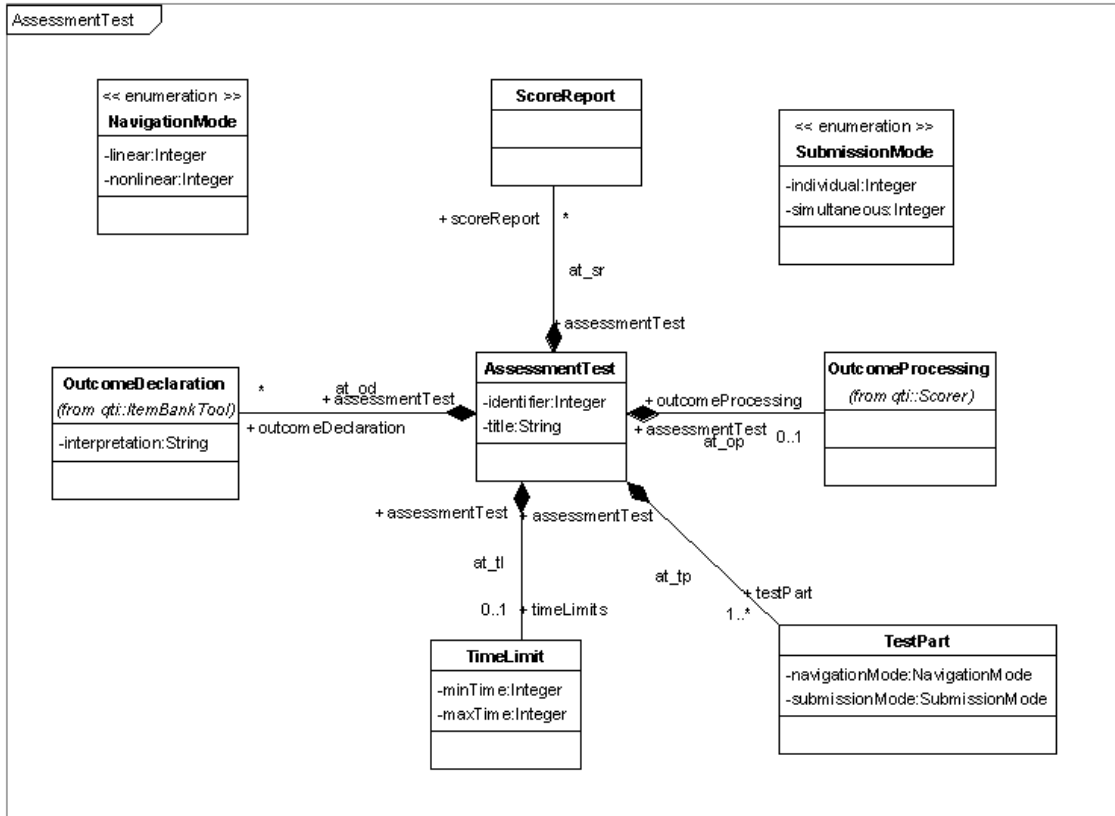 AssessmentTest
<< enumeration >>
NavigationMode
-linear:Integer
-nonlinear:Integer
ScoreReport
<< enumeration >>
SubmissionMode
-individual:Integer
-simultaneous:Integer
+ scoreReport *
at_sr
+ assessmentTest
OutcomeDeclaration
(from qti::ItemBankTool)
-interpretation:String
* at_od
+ assessmentTest
+ outcomeDeclaration
AssessmentTest
-identifier:Integer
-title:String
+ outcomeProcessing
+ assessmentTest
at_op 0..1
OutcomeProcessing
(from qti::Scorer)
+ assessmentTest + assessmentTest
at_tl
0..1 + timeLimits
at_tp
+ testPart
1..*
TimeLimit
-minTime:Integer
-maxTime:Integer
TestPart
-navigationMode:NavigationMode
-submissionMode:SubmissionMode